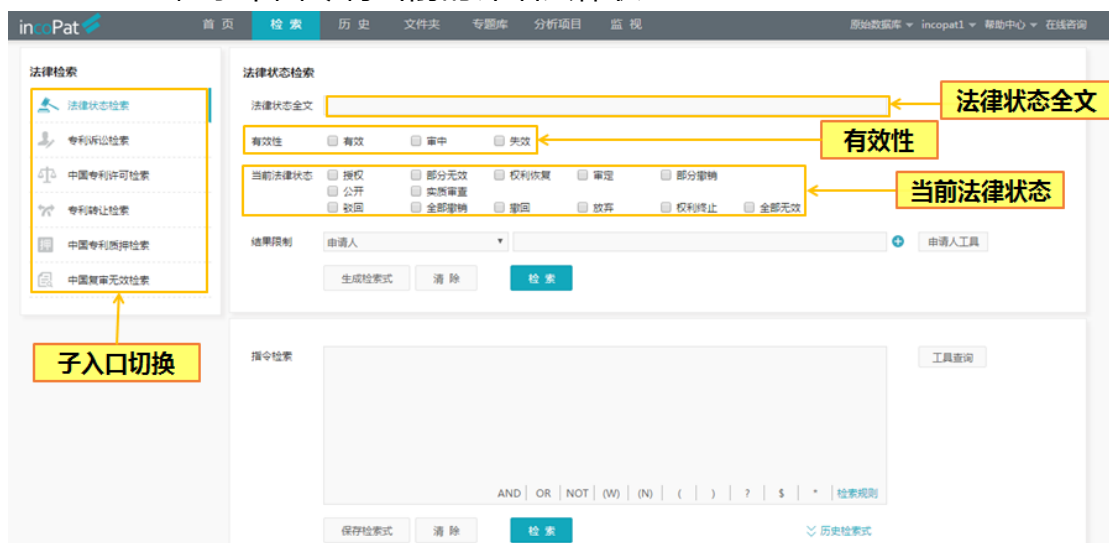 incoPat 首 页 检 索 历 史 文件夹 专题库 分析项目 监 视 原始数据库 incopat1 帮助中心 在线咨询
法律检索
法律状态检索
专利诉讼检索
中国专利许可检索
专利转让检索
中国专利质押检索
中国复审无效检索
子入口切换
法律状态检索
法律状态全文
法律状态全文
有效性 有效 审中 失效
有效性
当前法律状态 授权 部分无效 权利恢复 审定 部分撤销
公开 实质审查
驳回 全部撤销 撤回 放弃 权利终止 全部无效
当前法律状态
结果限制 申请人 申请人工具
生成检索式 清 除 检 索
指令检索 工具查询
AND OR NOT (W) (N) ( ) ? $ * 检索规则
保存检索式 清 除 检 索 历史检索式